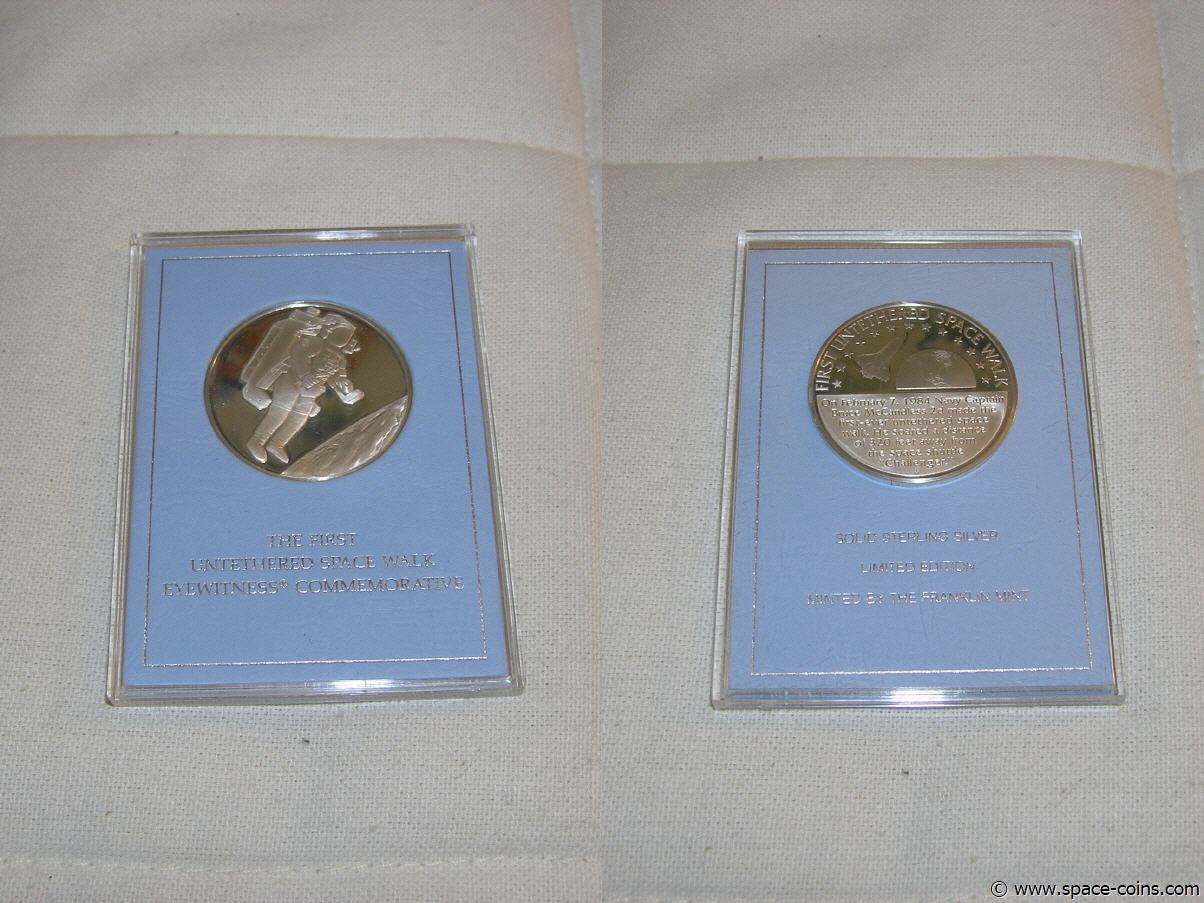 THE FIRST
UNTETHERED SPACE WALK
EYEWITNESS® COMMEMORATIVE
FIRST UNTETHERED SPACE WALK
On February 7, 1984 Navy Captain
Bruce McCandless 2d made the
first-ever untethered space
walk. He soared a distance
of 320 feet away from
the space shuttle
"Challenger."
SOLID STERLING SILVER
LIMITED EDITION
MINTED BY THE FRANKLIN MINT
© www.space-coins.com